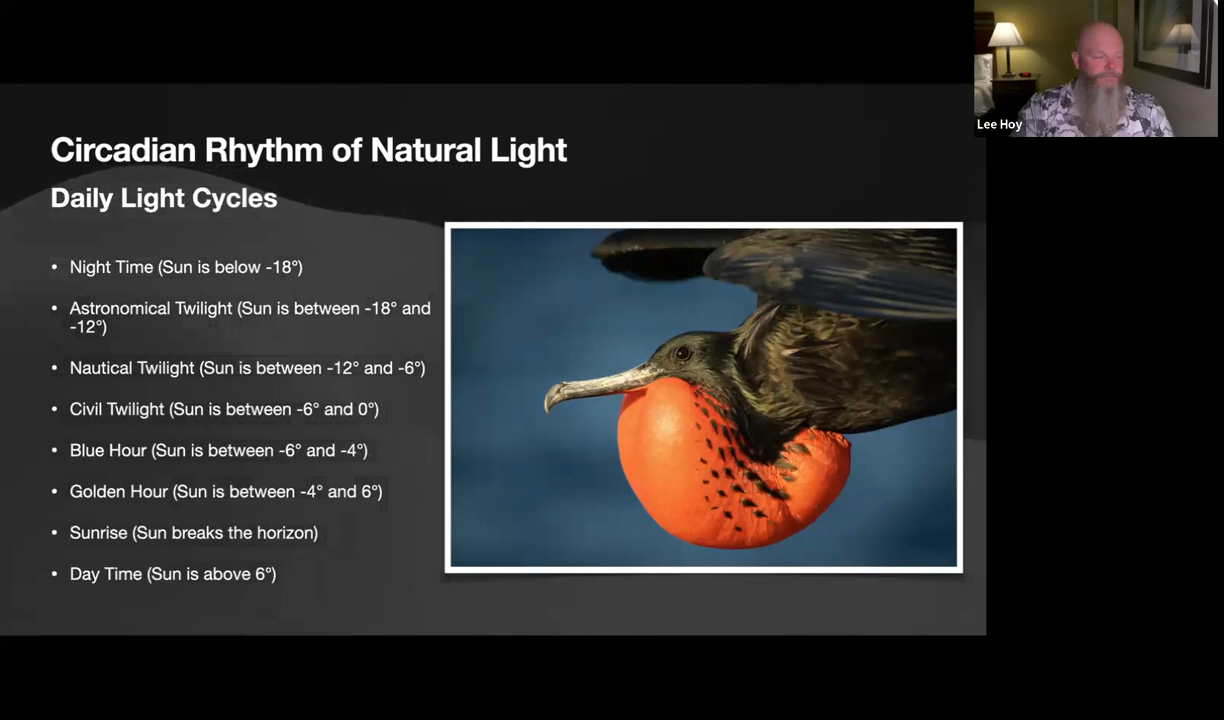 Circadian Rhythm of Natural Light
Daily Light Cycles
• Night Time (Sun is below -18°)
• Astronomical Twilight (Sun is between -18° and
-12°)
• Nautical Twilight (Sun is between -12° and -6°)
• Civil Twilight (Sun is between -6° and 0°)
• Blue Hour (Sun is between -6° and -4°)
• Golden Hour (Sun is between -4° and 6°)
• Sunrise (Sun breaks the horizon)
• Day Time (Sun is above 6°)
Lee Hoy